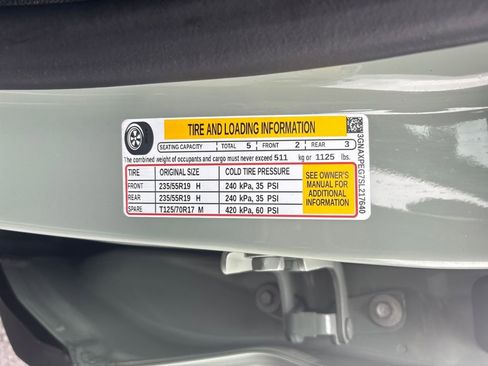 TIRE AND LOADING INFORMATION
SEATING CAPACITY TOTAL 5 FRONT 2 REAR 3
The combined weight of occupants and cargo must never exceed 511 kg or 1125 lbs.
TIRE ORIGINAL SIZE COLD TIRE PRESSURE
FRONT 235/55R19 H 240 kPa, 35 PSI
REAR 235/55R19 H 240 kPa, 35 PSI
SPARE T125/70R17 M 420 kPa, 60 PSI
SEE OWNER'S
MANUAL FOR
ADDITIONAL
INFORMATION
3GNAXPEG7SL217640